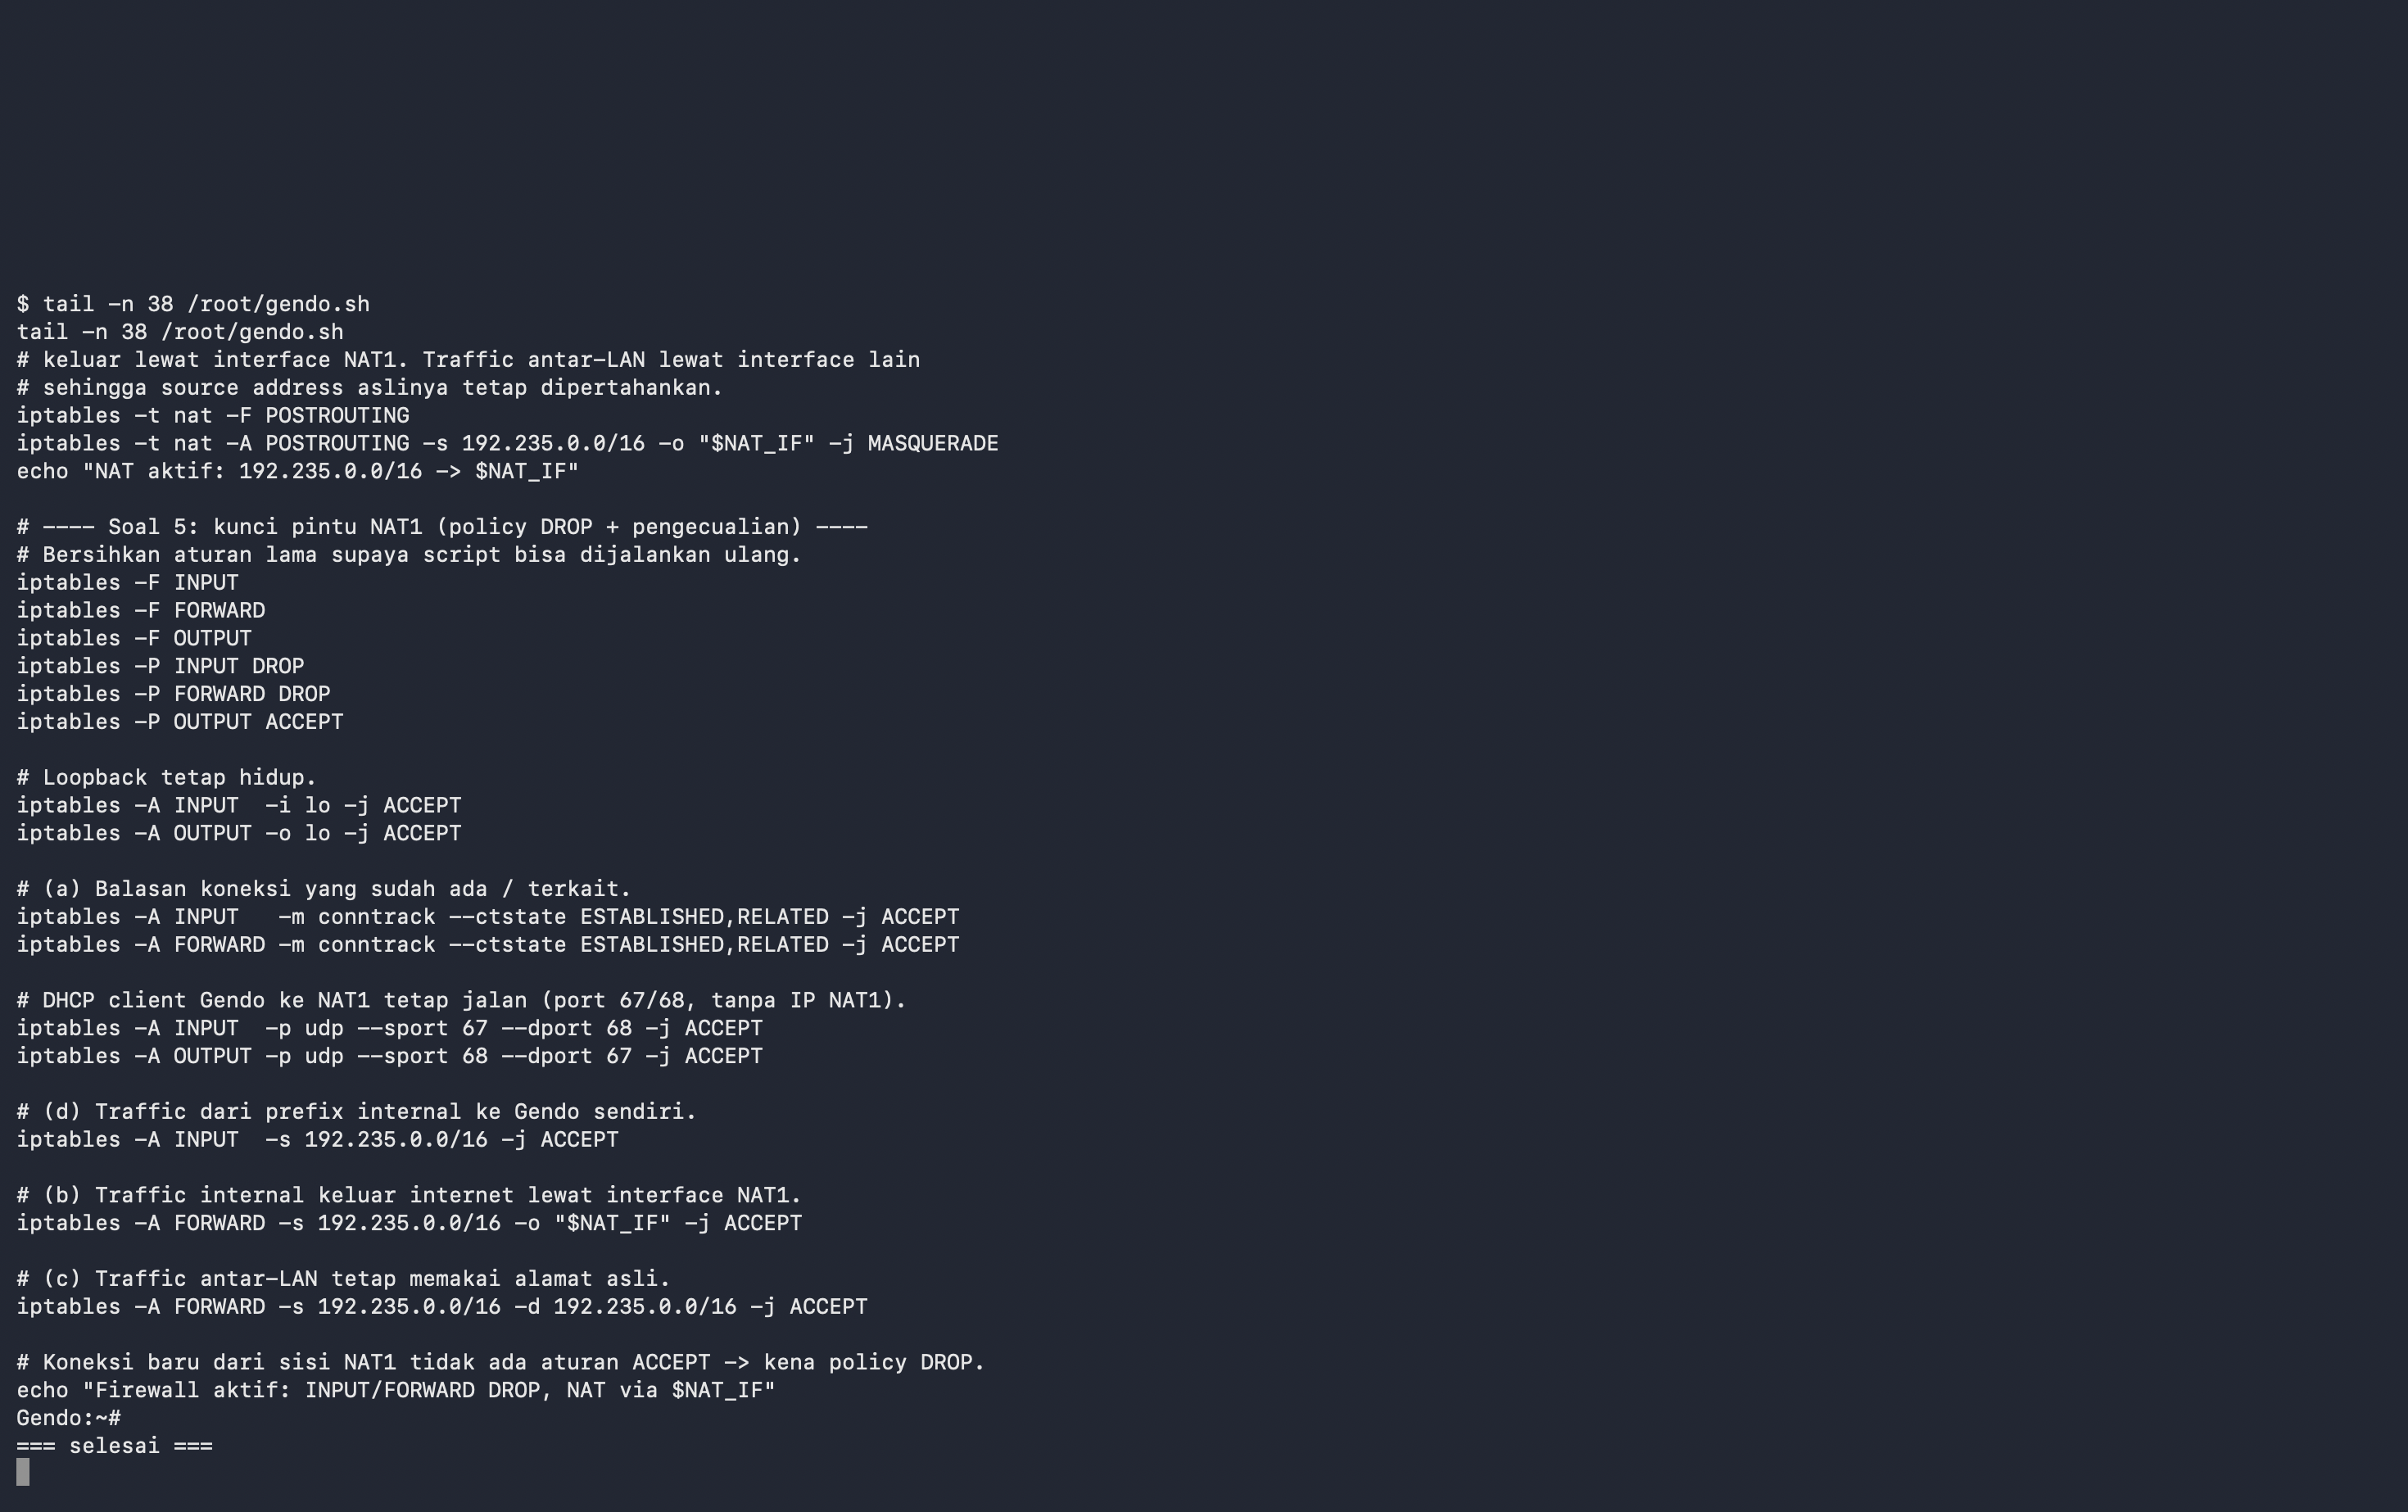 $ tail -n 38 /root/gendo.sh
tail -n 38 /root/gendo.sh
# keluar lewat interface NAT1. Traffic antar-LAN lewat interface lain
# sehingga source address aslinya tetap dipertahankan.
iptables -t nat -F POSTROUTING
iptables -t nat -A POSTROUTING -s 192.235.0.0/16 -o "$NAT_IF" -j MASQUERADE
echo "NAT aktif: 192.235.0.0/16 -> $NAT_IF"

# ---- Soal 5: kunci pintu NAT1 (policy DROP + pengecualian) ----
# Bersihkan aturan lama supaya script bisa dijalankan ulang.
iptables -F INPUT
iptables -F FORWARD
iptables -F OUTPUT
iptables -P INPUT DROP
iptables -P FORWARD DROP
iptables -P OUTPUT ACCEPT

# Loopback tetap hidup.
iptables -A INPUT  -i lo -j ACCEPT
iptables -A OUTPUT -o lo -j ACCEPT

# (a) Balasan koneksi yang sudah ada / terkait.
iptables -A INPUT   -m conntrack --ctstate ESTABLISHED,RELATED -j ACCEPT
iptables -A FORWARD -m conntrack --ctstate ESTABLISHED,RELATED -j ACCEPT

# DHCP client Gendo ke NAT1 tetap jalan (port 67/68, tanpa IP NAT1).
iptables -A INPUT  -p udp --sport 67 --dport 68 -j ACCEPT
iptables -A OUTPUT -p udp --sport 68 --dport 67 -j ACCEPT

# (d) Traffic dari prefix internal ke Gendo sendiri.
iptables -A INPUT  -s 192.235.0.0/16 -j ACCEPT

# (b) Traffic internal keluar internet lewat interface NAT1.
iptables -A FORWARD -s 192.235.0.0/16 -o "$NAT_IF" -j ACCEPT

# (c) Traffic antar-LAN tetap memakai alamat asli.
iptables -A FORWARD -s 192.235.0.0/16 -d 192.235.0.0/16 -j ACCEPT

# Koneksi baru dari sisi NAT1 tidak ada aturan ACCEPT -> kena policy DROP.
echo "Firewall aktif: INPUT/FORWARD DROP, NAT via $NAT_IF"
Gendo:~#
=== selesai ===